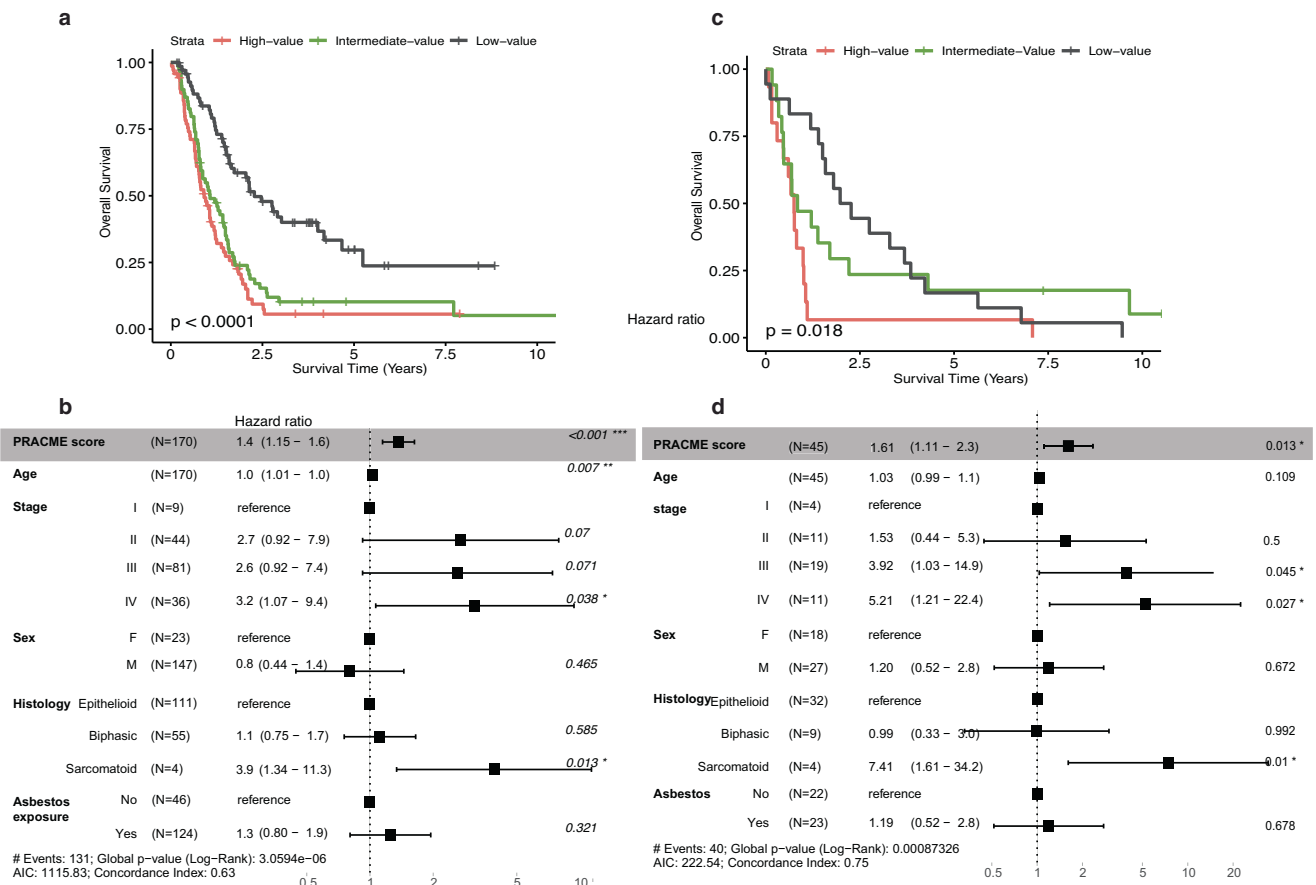 a
Strata High-value Intermediate-value Low-value
Overall Survival
1.00
0.75
0.50
0.25
0.00
p < 0.0001
0 2.5 5 7.5 10
Survival Time (Years)
c
Strata High-value Intermediate-Value Low-value
Overall Survival
1.00
0.75
0.50
0.25
0.00
Hazard ratio
p = 0.018
0 2.5 5 7.5 10
Survival Time (Years)
b
Hazard ratio
PRACME score (N=170) 1.4 (1.15 − 1.6) <0.001 ***
Age (N=170) 1.0 (1.01 − 1.0) 0.007 **
Stage I (N=9) reference
II (N=44) 2.7 (0.92 − 7.9) 0.07
III (N=81) 2.6 (0.92 − 7.4) 0.071
IV (N=36) 3.2 (1.07 − 9.4) 0.038 *
Sex F (N=23) reference
M (N=147) 0.8 (0.44 − 1.4) 0.465
Histology Epithelioid (N=111) reference
Biphasic (N=55) 1.1 (0.75 − 1.7) 0.585
Sarcomatoid (N=4) 3.9 (1.34 − 11.3) 0.013 *
Asbestos exposure No (N=46) reference
Yes (N=124) 1.3 (0.80 − 1.9) 0.321
# Events: 131; Global p−value (Log−Rank): 3.0594e−06
AIC: 1115.83; Concordance Index: 0.63
0.5 1 2 5 10
d
PRACME score (N=45) 1.61 (1.11 − 2.3) 0.013 *
Age (N=45) 1.03 (0.99 − 1.1) 0.109
stage I (N=4) reference
II (N=11) 1.53 (0.44 − 5.3) 0.5
III (N=19) 3.92 (1.03 − 14.9) 0.045 *
IV (N=11) 5.21 (1.21 − 22.4) 0.027 *
Sex F (N=18) reference
M (N=27) 1.20 (0.52 − 2.8) 0.672
Histology Epithelioid (N=32) reference
Biphasic (N=9) 0.99 (0.33 − 3.0) 0.992
Sarcomatoid (N=4) 7.41 (1.61 − 34.2) 0.01 *
Asbestos No (N=22) reference
Yes (N=23) 1.19 (0.52 − 2.8) 0.678
# Events: 40; Global p−value (Log−Rank): 0.00087326
AIC: 222.54; Concordance Index: 0.75
0.5 1 2 5 10 20